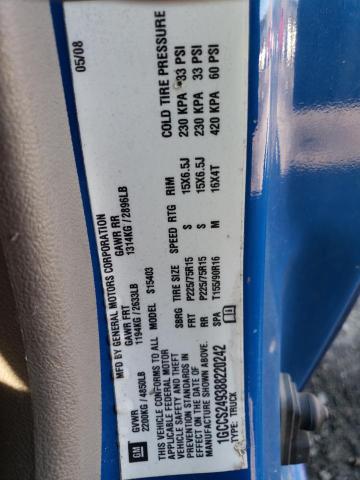 MFD BY GENERAL MOTORS CORPORATION 05/08
GM GVWR GAWR FRT GAWR RR
2200KG / 4850LB 1194KG / 2633LB 1314KG / 2896LB
THIS VEHICLE CONFORMS TO ALL MODEL: S15403
APPLICABLE FEDERAL MOTOR
VEHICLE SAFETY AND THEFT
PREVENTION STANDARDS IN
EFFECT ON THE DATE OF
MANUFACTURE SHOWN ABOVE.
1GCCS249388220242
TYPE: TRUCK
SBRG TIRE SIZE SPEED RTG RIM COLD TIRE PRESSURE
FRT P225/75R15 S 15X6.5J 230 KPA 33 PSI
RR P225/75R15 S 15X6.5J 230 KPA 33 PSI
SPA T155/90R16 M 16X4T 420 KPA 60 PSI